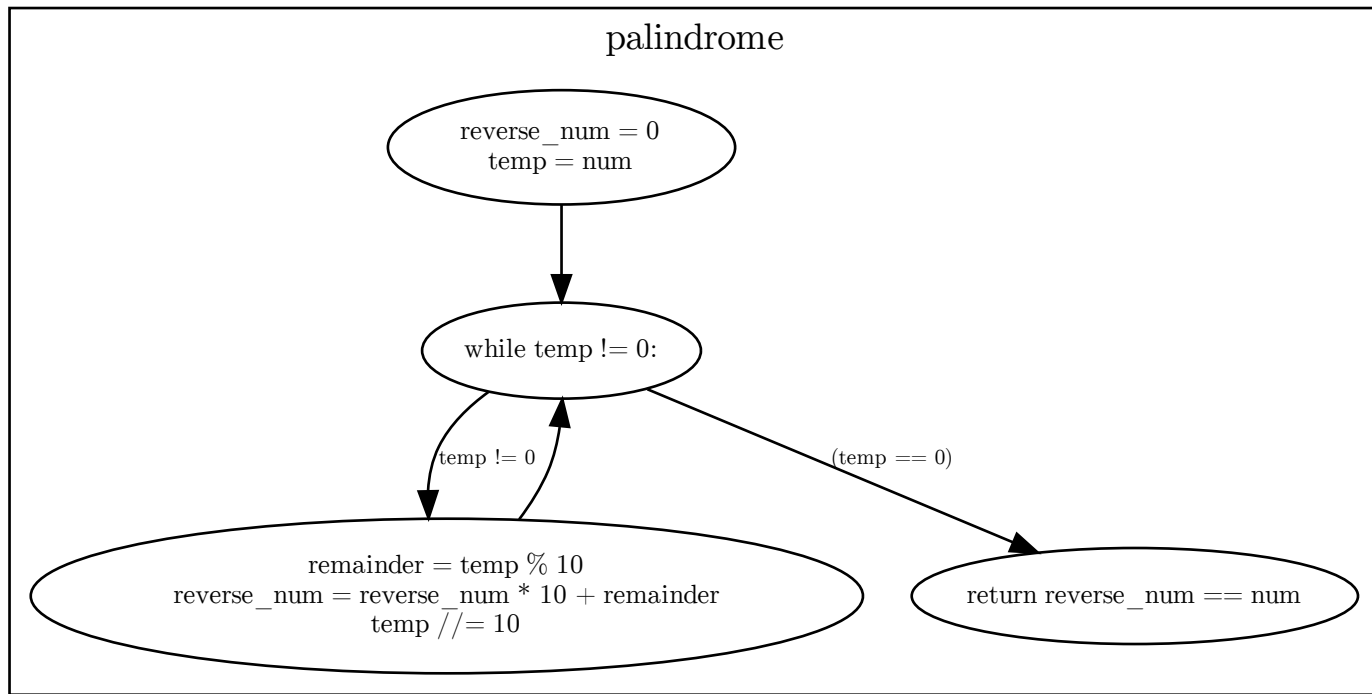 palindrome
reverse_num = 0
temp = num
while temp != 0:
temp != 0
(temp == 0)
remainder = temp % 10
reverse_num = reverse_num * 10 + remainder
temp //= 10
return reverse_num == num